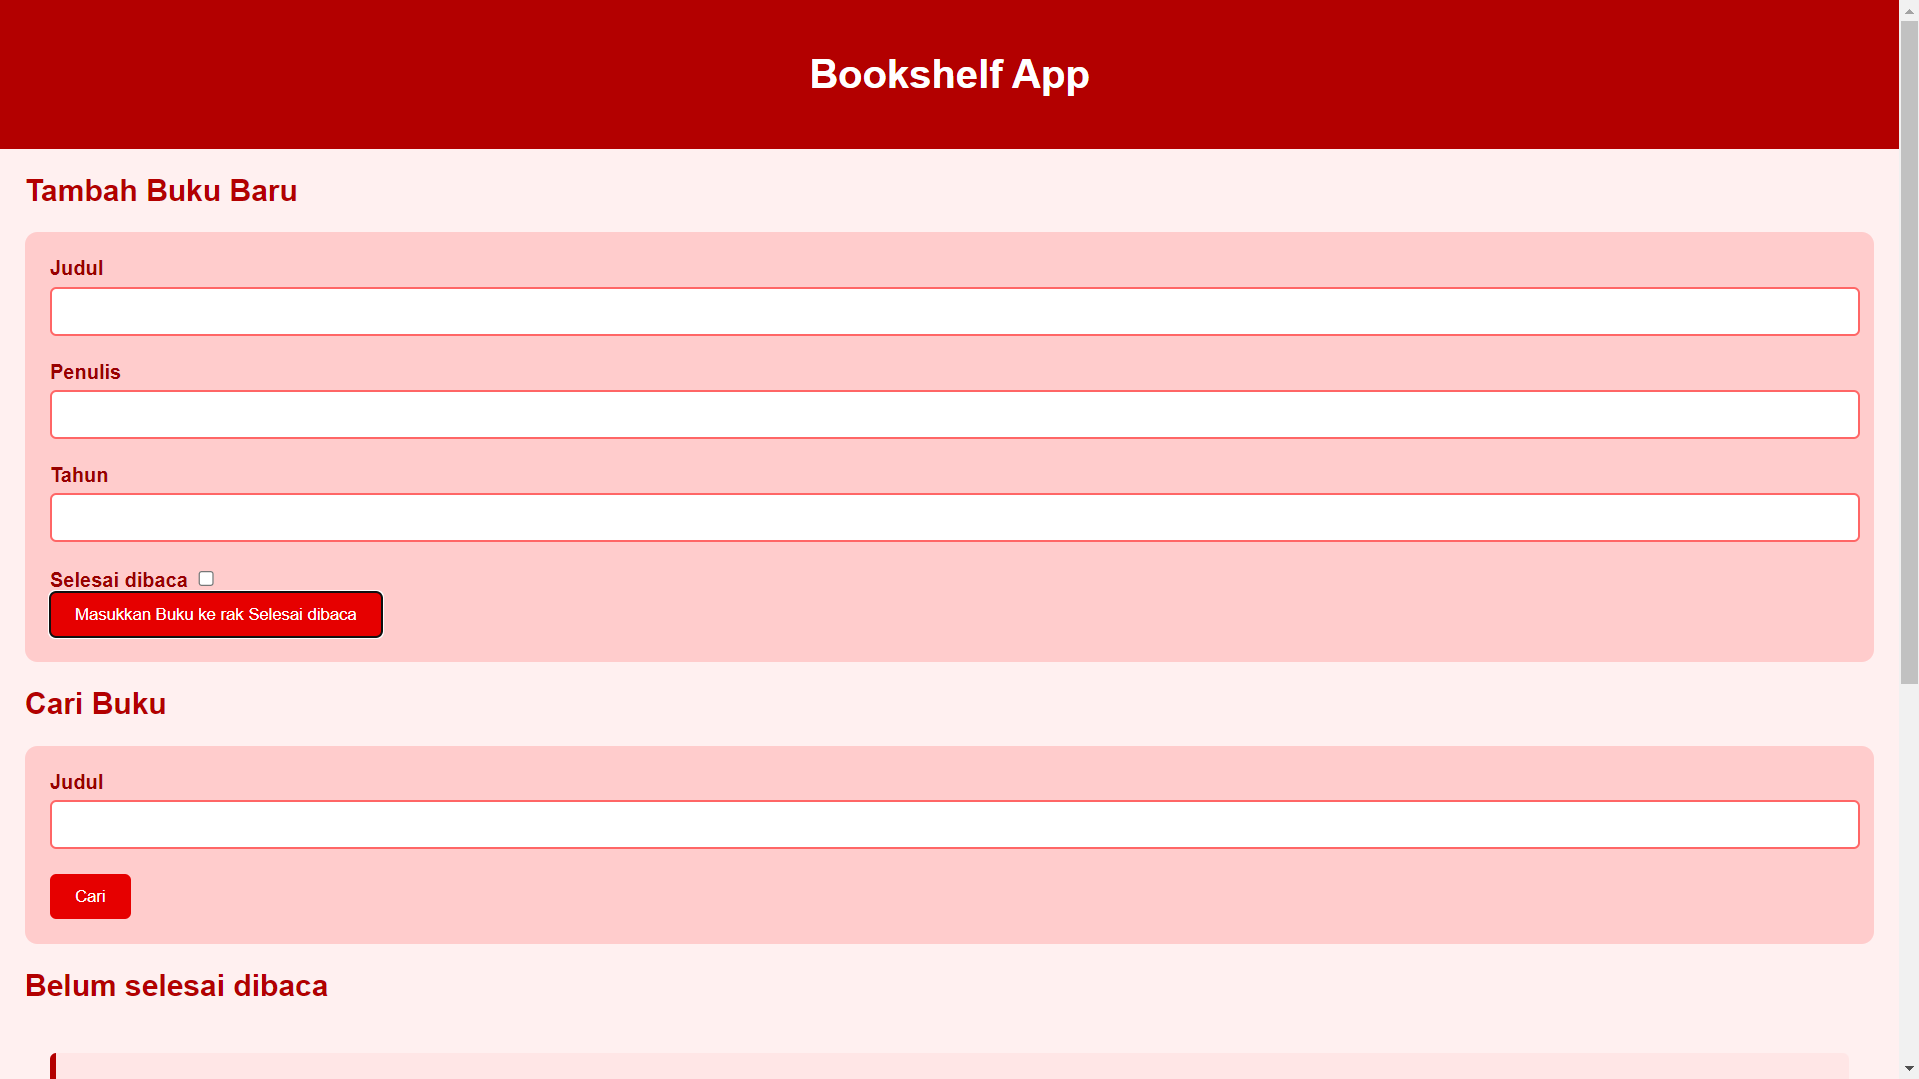 Bookshelf App
Tambah Buku Baru
Judul
Penulis
Tahun
Selesai dibaca
Masukkan Buku ke rak Selesai dibaca
Cari Buku
Judul
Cari
Belum selesai dibaca